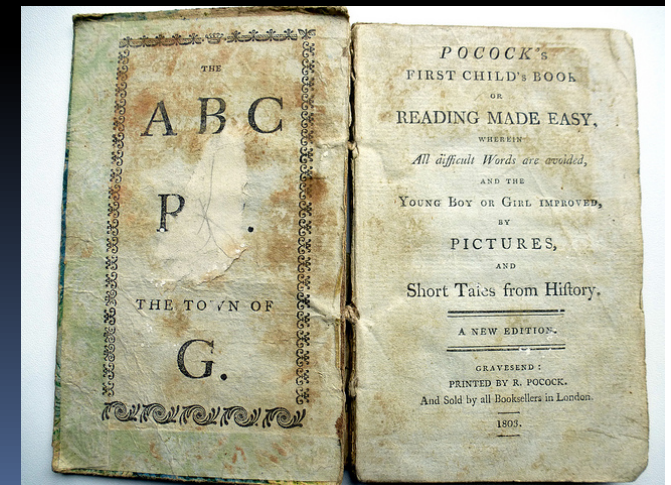 THE
A B C
P .
THE TOWN OF
G.
POCOCK's
FIRST CHILD's BOOK
OR
READING MADE EASY,
WHEREIN
All difficult Words are avoided,
AND THE
YOUNG BOY OR GIRL IMPROVED,
BY
PICTURES,
AND
Short Tales from Hiſtory.
A NEW EDITION.
GRAVESEND:
PRINTED BY R. POCOCK.
And Sold by all Bookſellers in London.
1803.